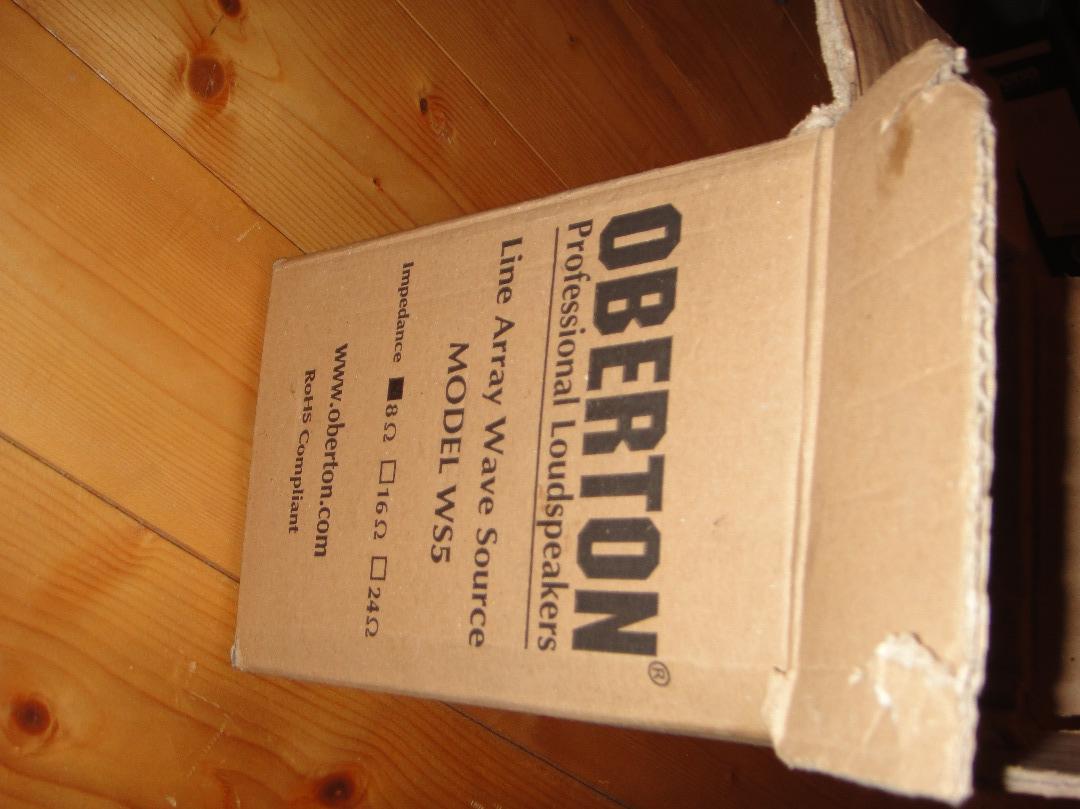 OBERTON®
Professional Loudspeakers
Line Array Wave Source
MODEL WS5
Impedance ■8Ω □16Ω □24Ω
www.oberton.com
RoHS Compliant